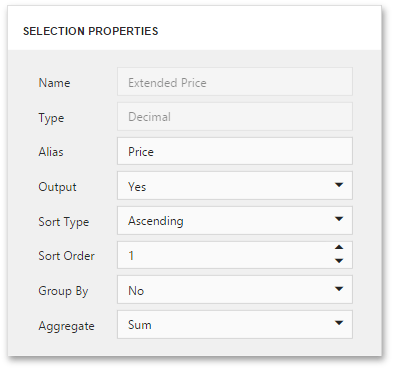 SELECTION PROPERTIES
Name Extended Price
Type Decimal
Alias Price
Output Yes
Sort Type Ascending
Sort Order 1
Group By No
Aggregate Sum